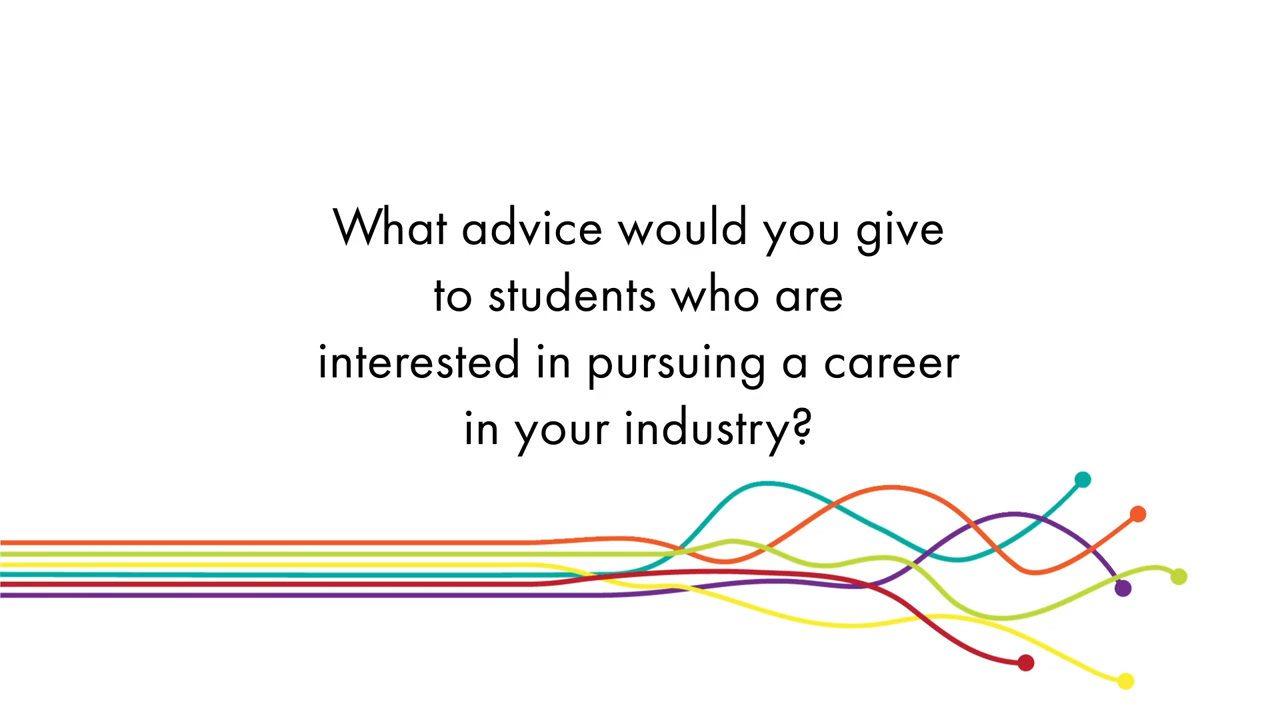 What advice would you give
to students who are
interested in pursuing a career
in your industry?